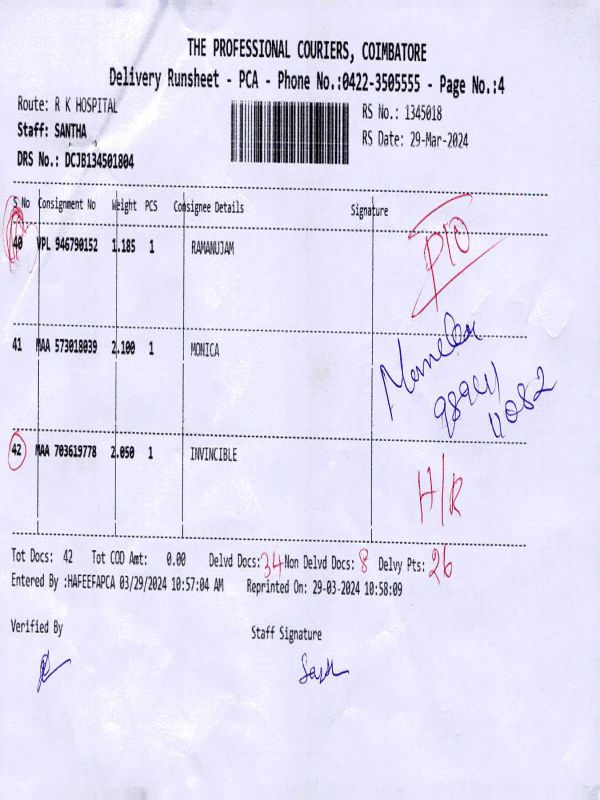 THE PROFESSIONAL COURIERS, COIMBATORE
Delivery Runsheet - PCA - Phone No.:0422-3505555 - Page No.:4
Route: R K HOSPITAL
RS No.: 1345018
Staff: SANTHA
RS Date: 29-Mar-2024
DRS No.: DCJB134501804
S No Consignment No Weight PCS Consignee Details Signature
40 VPL 946790152 1.185 1 RAMANUJAM
41 MAA 573018039 2.100 1 MONICA
42 MAA 703619778 2.050 1 INVINCIBLE H/R
Tot Docs: 42 Tot COD Amt: 0.00 Delvd Docs: 34 Non Delvd Docs: 8 Delvy Pts: 26
Entered By :HAFEEFAPCA 03/29/2024 10:57:04 AM Reprinted On: 29-03-2024 10:58:09
Verified By Staff Signature